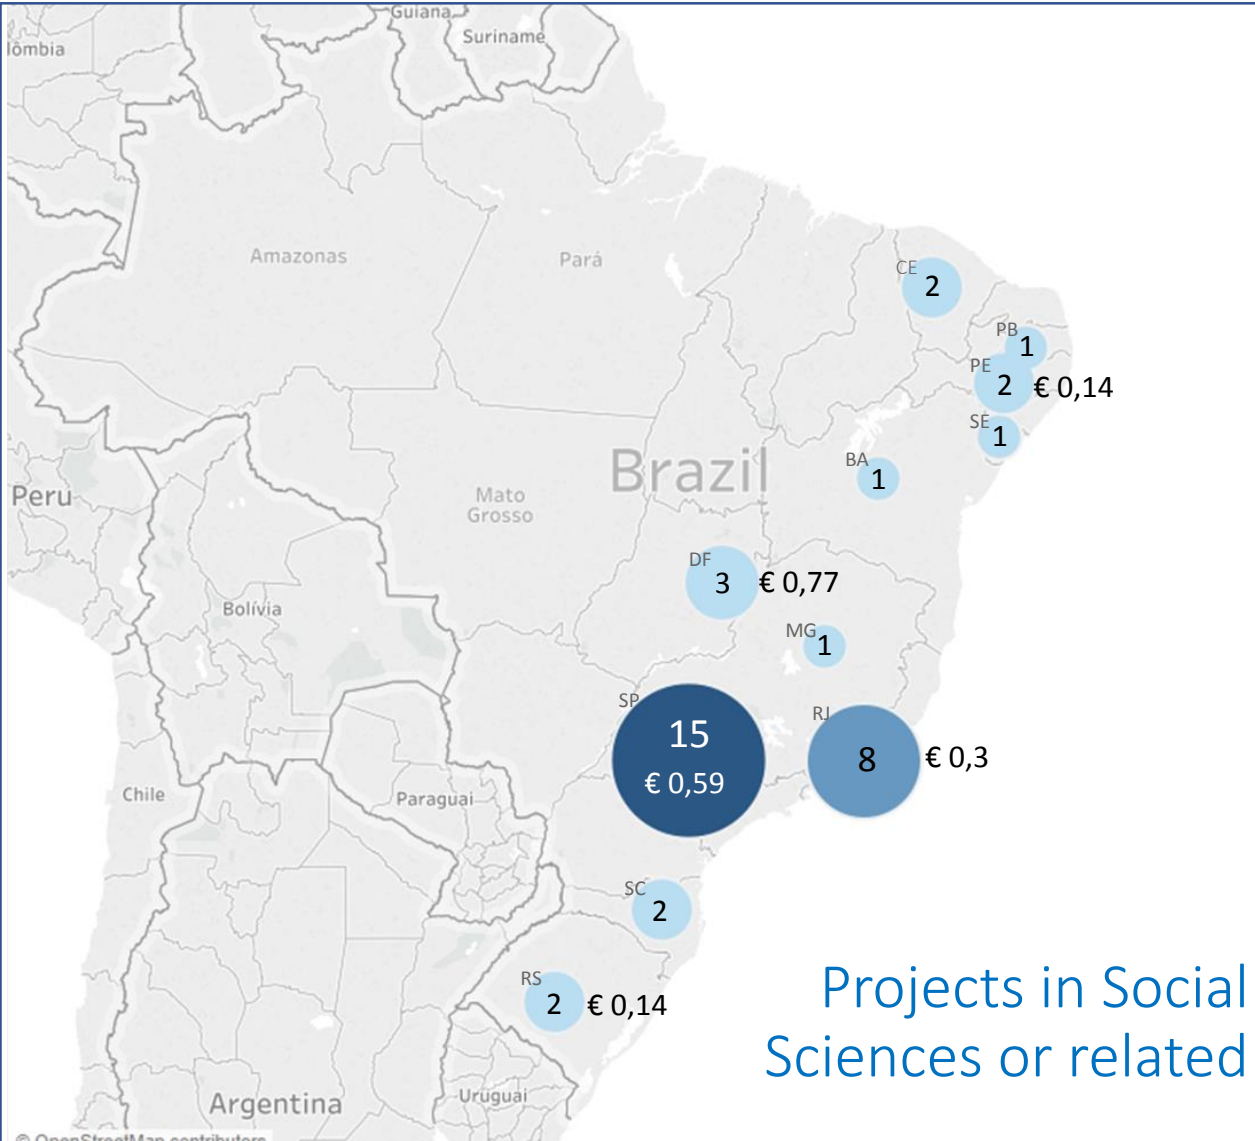 Guiana
Suriname
lômbia
Amazonas
Pará
CE
2
PB
1
PE
2
€ 0,14
SE
1
BA
1
Brazil
Peru
Mato
Grosso
DF
3
€ 0,77
Bolívia
MG
1
SP
15
€ 0,59
RJ
8
€ 0,3
Chile
Paraguai
SC
2
RS
2
€ 0,14
Projects in Social
Sciences or related
Argentina
Uruguai
© OpenStreetMap contributors